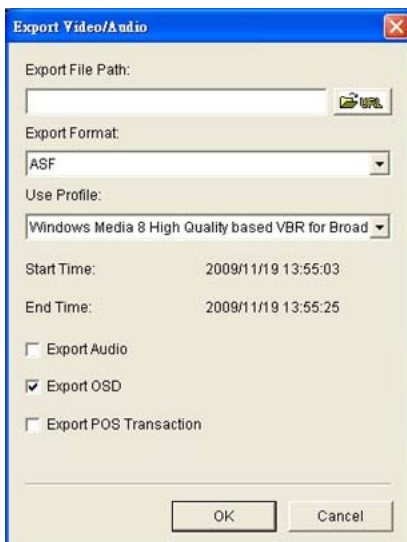 Export Video/Audio
Export File Path:
URL
Export Format:
ASF
Use Profile:
Windows Media 8 High Quality based VBR for Broad
Start Time: 2009/11/19 13:55:03
End Time: 2009/11/19 13:55:25
Export Audio
Export OSD
Export POS Transaction
OK Cancel